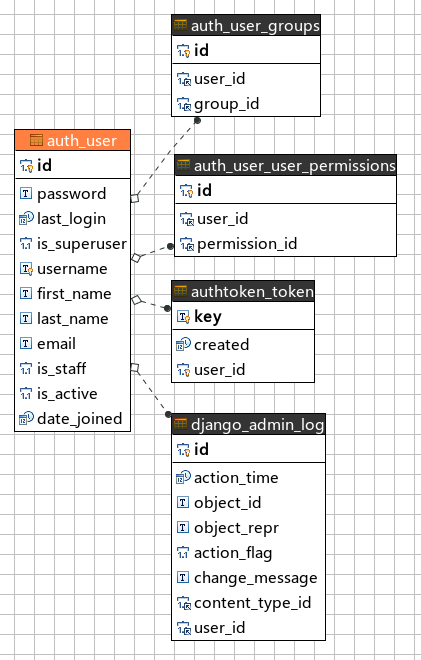 auth_user_groups
id
user_id
group_id
auth_user
id
password
last_login
is_superuser
username
first_name
last_name
email
is_staff
is_active
date_joined
auth_user_user_permissions
id
user_id
permission_id
authtoken_token
key
created
user_id
django_admin_log
id
action_time
object_id
object_repr
action_flag
change_message
content_type_id
user_id